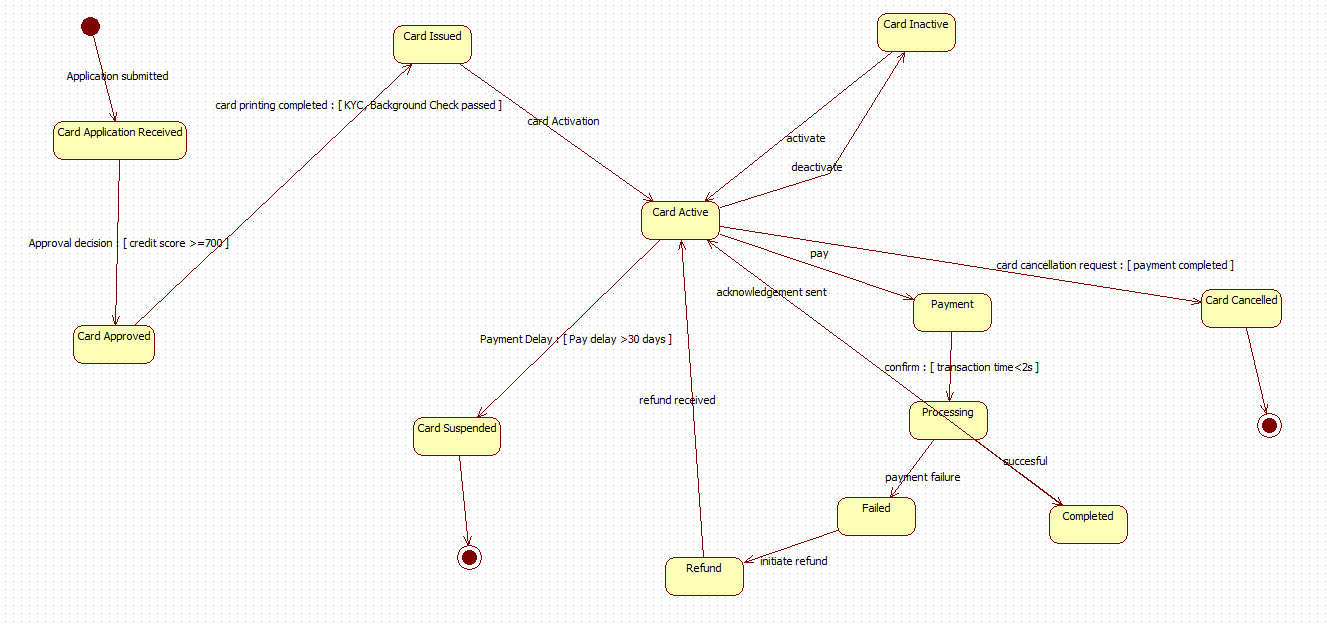 Card Issued
Card Inactive
Application submitted
card printing completed : [ KYC, Background Check passed ]
card Activation
Card Application Received
activate
deactivate
Card Active
Approval decision : [ credit score >=700 ]
pay
card cancellation request : [ payment completed ]
acknowledgement sent
Payment
Card Cancelled
Card Approved
Payment Delay : [ Pay delay >30 days ]
confirm : [ transaction time<2s ]
refund received
Processing
Card Suspended
succesful
payment failure
Failed
Completed
initiate refund
Refund